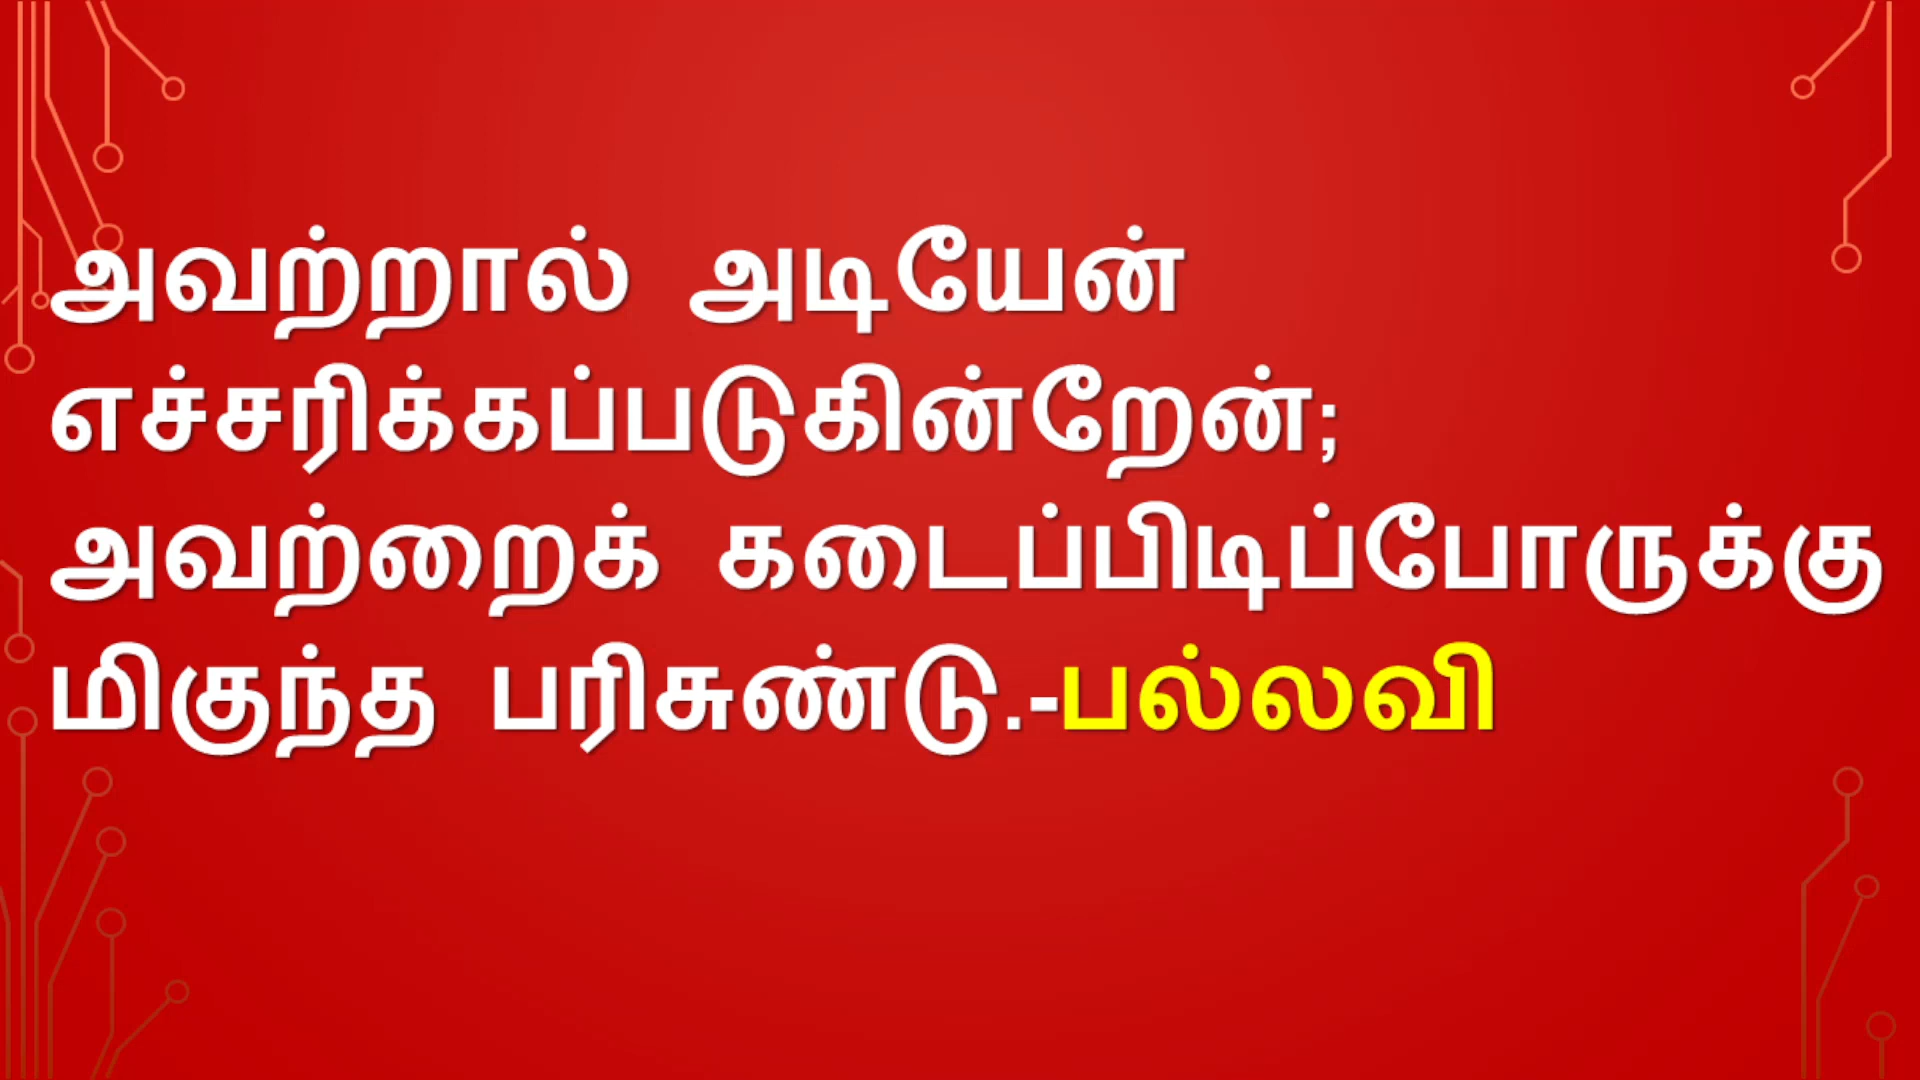 அவற்றால் அடியேன்
எச்சரிக்கப்படுகின்றேன்;
அவற்றைக் கடைப்பிடிப்போருக்கு
மிகுந்த பரிசுண்டு.-பல்லவி